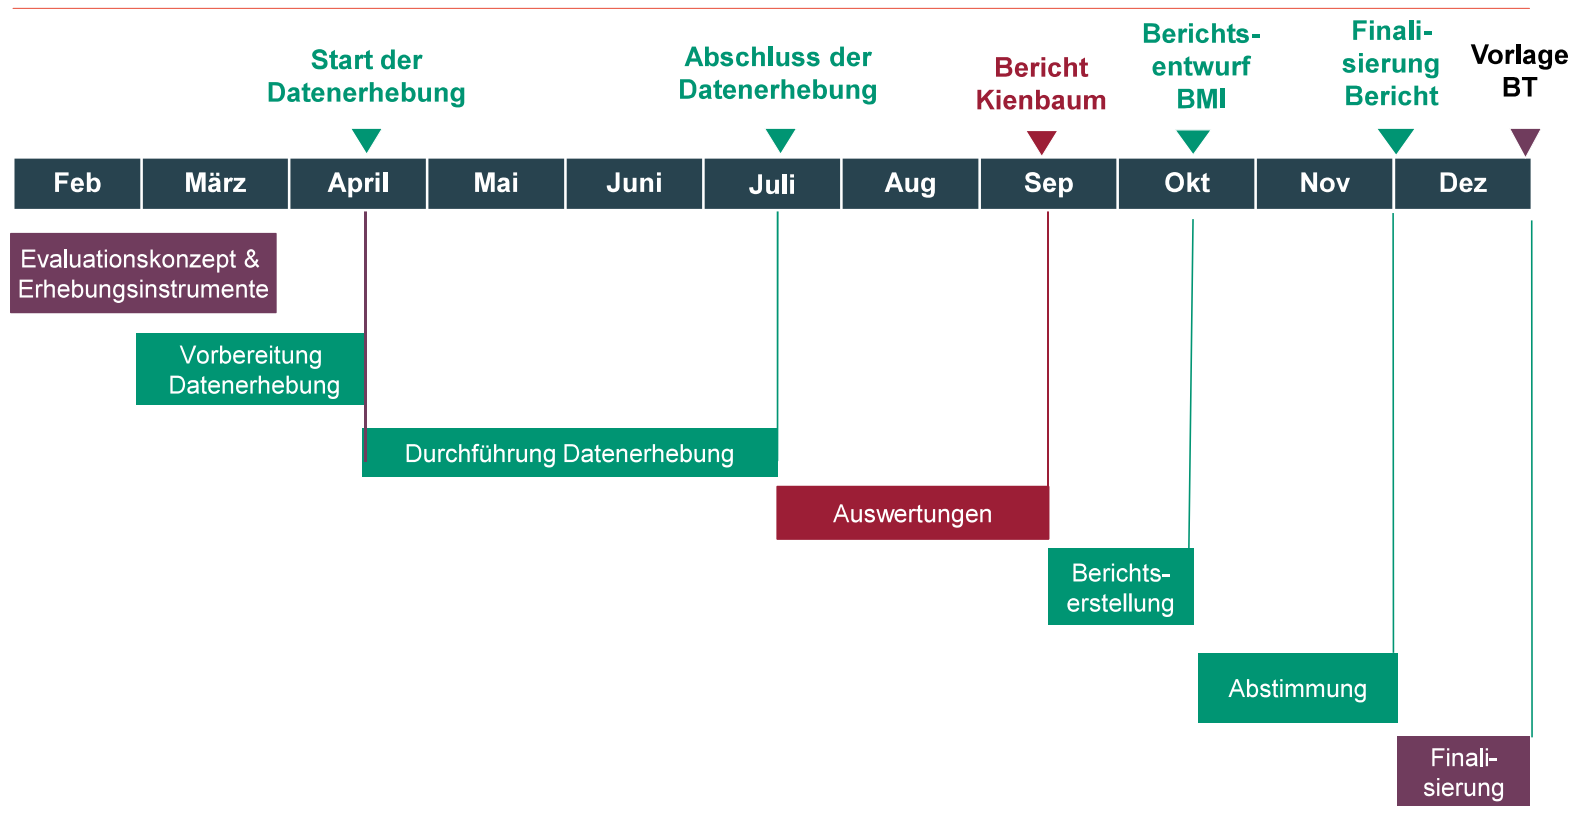 Start der
Datenerhebung
Abschluss der
Datenerhebung
Bericht
Kienbaum
Berichts-
entwurf
BMI
Finali-
sierung
Bericht
Vorlage
BT
Feb März April Mai Juni Juli Aug Sep Okt Nov Dez
Evaluationskonzept &
Erhebungsinstrumente
Vorbereitung
Datenerhebung
Durchführung Datenerhebung
Auswertungen
Berichts-
erstellung
Abstimmung
Finali-
sierung